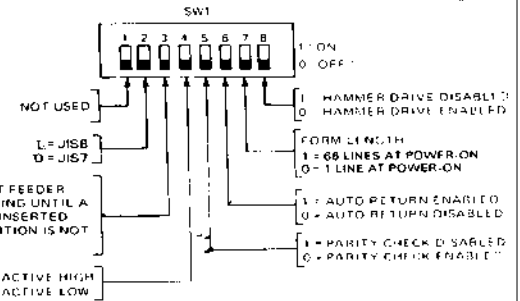 SW1
1 2 3 4 5 6 7 8
1: ON
0: OFF
NOT USED
1 = JIS8
0 = JIS7
T FEEDER
ING UNTIL A
INSERTED
TION IS NOT
ACTIVE HIGH
ACTIVE LOW
1 = HAMMER DRIVE DISABLED
0 = HAMMER DRIVE ENABLED
FORM LENGTH
1 = 66 LINES AT POWER-ON
0 = 1 LINE AT POWER-ON
1 = AUTO RETURN ENABLED
0 = AUTO RETURN DISABLED
1 = PARITY CHECK DISABLED
0 = PARITY CHECK ENABLED